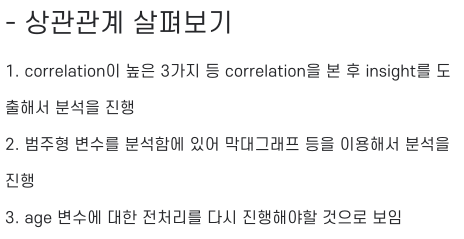 - 상관관계 살펴보기
1. correlation이 높은 3가지 등 correlation을 본 후 insight를 도
출해서 분석을 진행
2. 범주형 변수를 분석함에 있어 막대그래프 등을 이용해서 분석을
진행
3. age 변수에 대한 전처리를 다시 진행해야할 것으로 보임